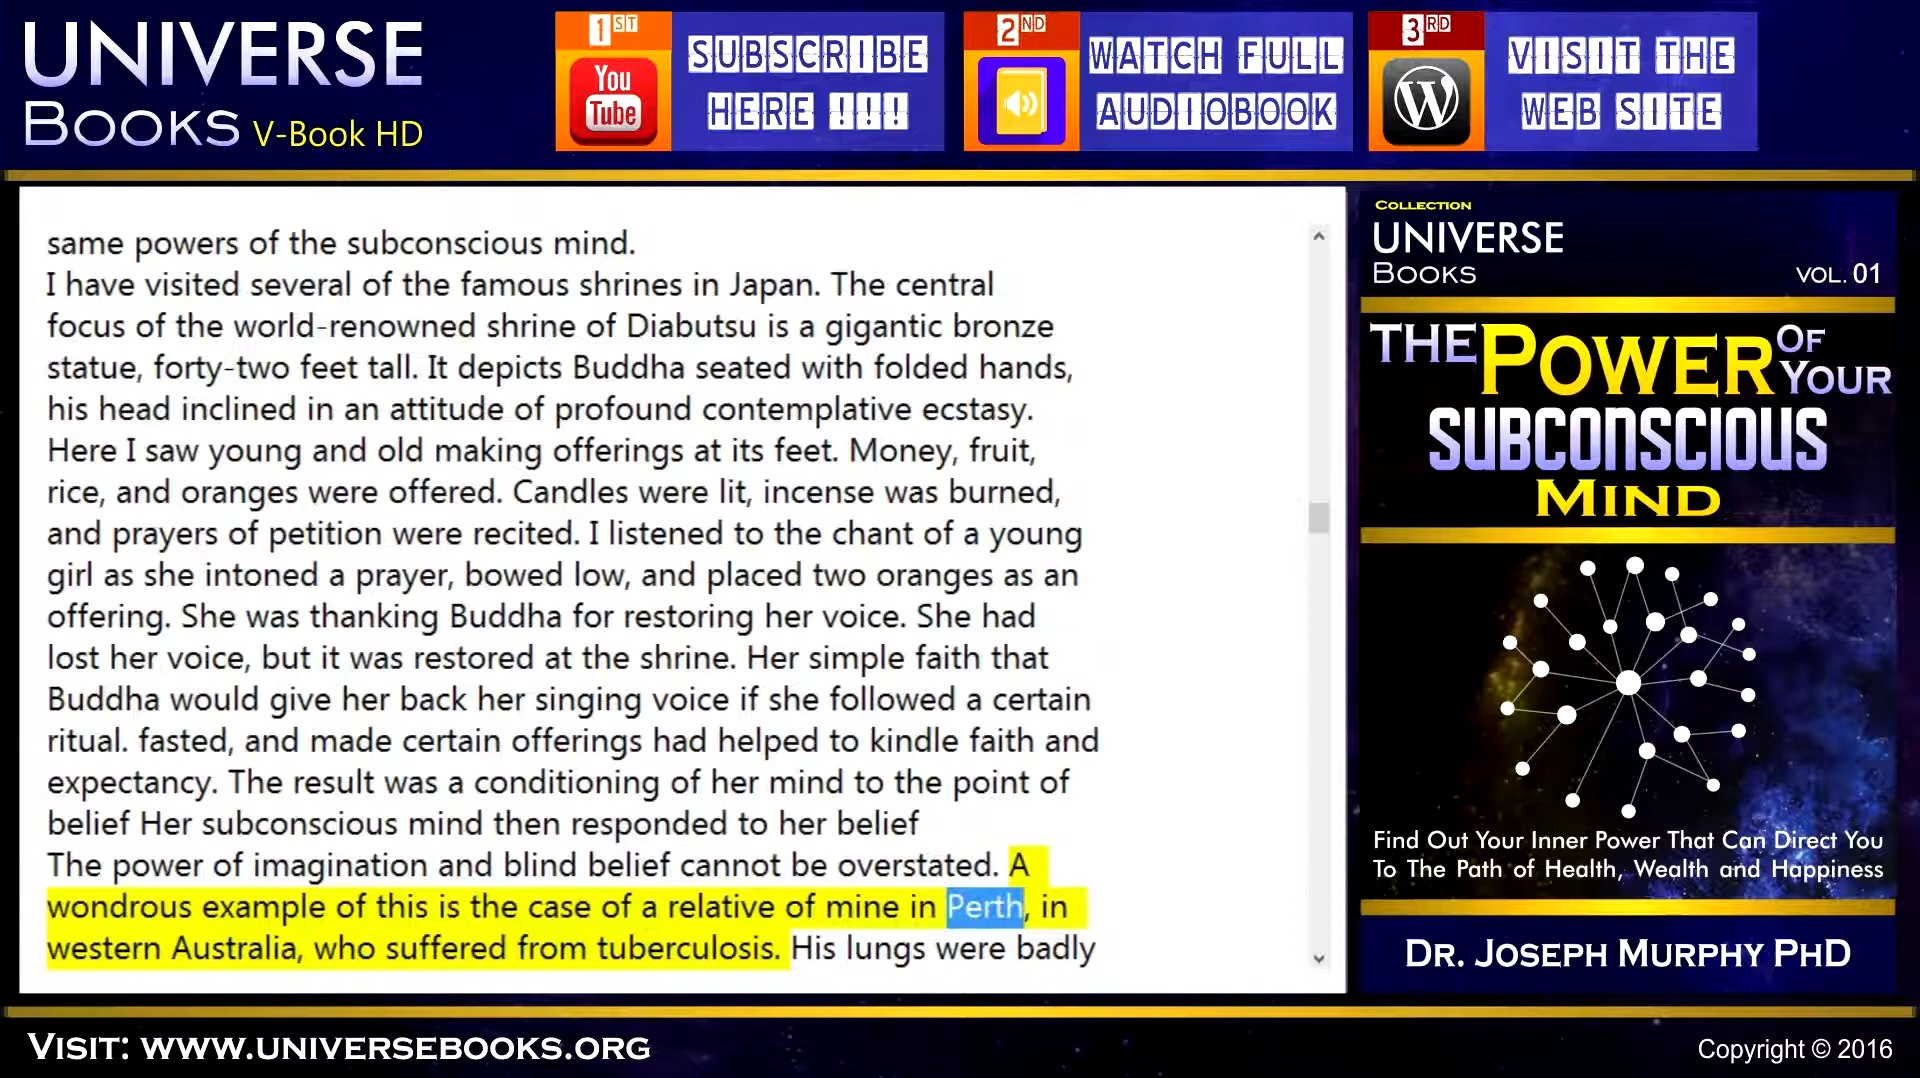 UNIVERSE
BOOKS V-Book HD
1ST
You
Tube
SUBSCRIBE
HERE !!!
2ND
WATCH FULL
AUDIOBOOK
3RD
VISIT THE
WEB SITE
same powers of the subconscious mind.
I have visited several of the famous shrines in Japan. The central
focus of the world-renowned shrine of Diabutsu is a gigantic bronze
statue, forty-two feet tall. It depicts Buddha seated with folded hands,
his head inclined in an attitude of profound contemplative ecstasy.
Here I saw young and old making offerings at its feet. Money, fruit,
rice, and oranges were offered. Candles were lit, incense was burned,
and prayers of petition were recited. I listened to the chant of a young
girl as she intoned a prayer, bowed low, and placed two oranges as an
offering. She was thanking Buddha for restoring her voice. She had
lost her voice, but it was restored at the shrine. Her simple faith that
Buddha would give her back her singing voice if she followed a certain
ritual. fasted, and made certain offerings had helped to kindle faith and
expectancy. The result was a conditioning of her mind to the point of
belief Her subconscious mind then responded to her belief
The power of imagination and blind belief cannot be overstated. A
wondrous example of this is the case of a relative of mine in Perth, in
western Australia, who suffered from tuberculosis. His lungs were badly
COLLECTION
UNIVERSE
BOOKS VOL. 01
THE POWER OF YOUR
SUBCONSCIOUS
MIND
Find Out Your Inner Power That Can Direct You
To The Path of Health, Wealth and Happiness
DR. JOSEPH MURPHY PHD
VISIT: WWW.UNIVERSEBOOKS.ORG
Copyright © 2016